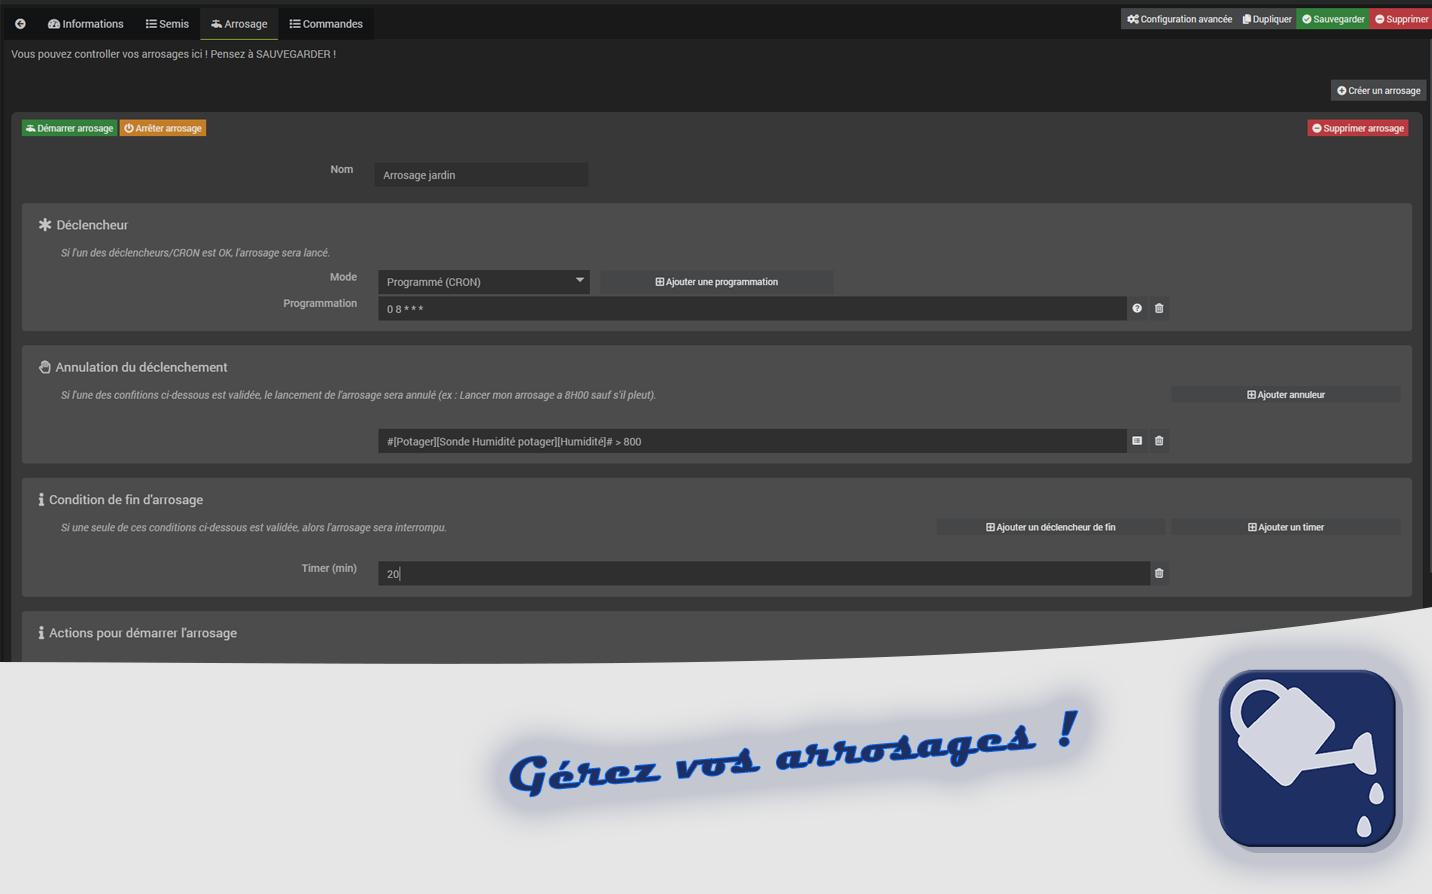 Informations Semis Arrosage Commandes Configuration avancée Dupliquer Sauvegarder Supprimer
Vous pouvez controller vos arrosages ici ! Pensez à SAUVEGARDER !
Créer un arrosage
Démarrer arrosage Arrêter arrosage Supprimer arrosage
Nom Arrosage jardin
Déclencheur
Si l'un des déclencheurs/CRON est OK, l'arrosage sera lancé.
Mode Programmé (CRON) Ajouter une programmation
Programmation 0 8 * * *
Annulation du déclenchement
Si l'une des confitions ci-dessous est validée, le lancement de l'arrosage sera annulé (ex : Lancer mon arrosage a 8H00 sauf s'il pleut). Ajouter annuleur
#[Potager][Sonde Humidité potager][Humidité]# > 800
Condition de fin d'arrosage
Si une seule de ces conditions ci-dessous est validée, alors l'arrosage sera interrompu. Ajouter un déclencheur de fin Ajouter un timer
Timer (min) 20
Actions pour démarrer l'arrosage
Gérez vos arrosages !